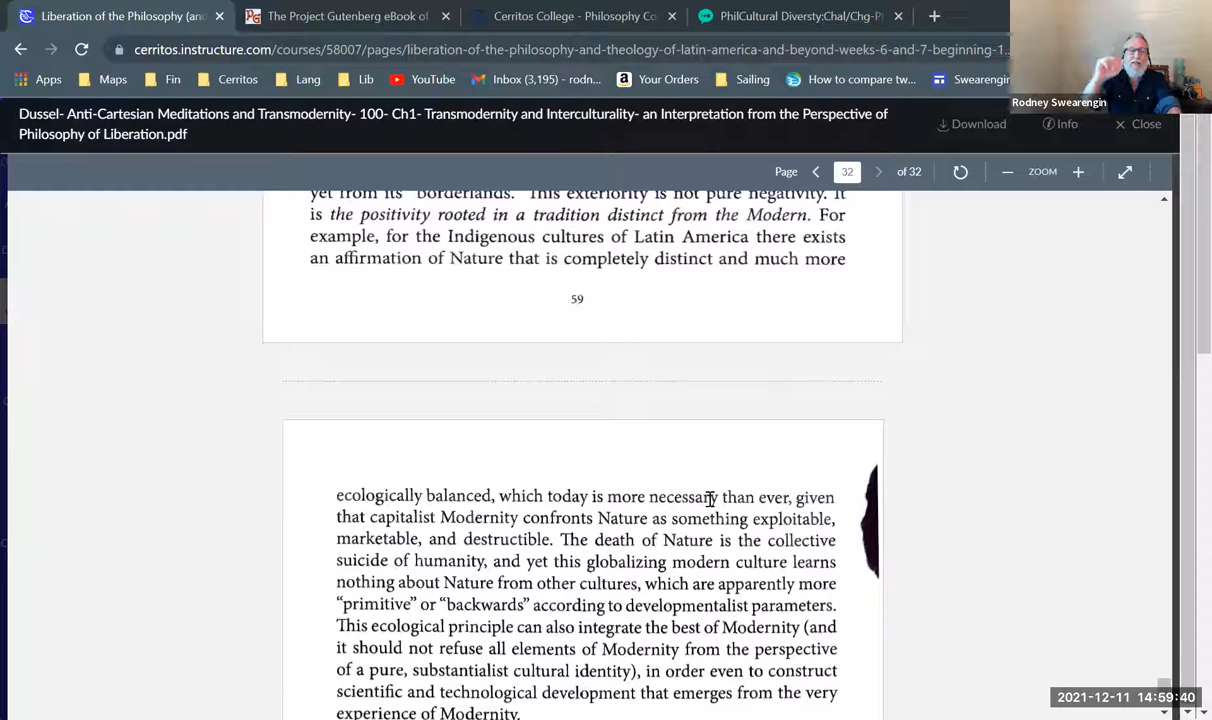 Liberation of the Philosophy (and
The Project Gutenberg eBook of
Cerritos College - Philosophy Co
PhilCultural Diversty:Chal/Chg-P
cerritos.instructure.com/courses/58007/pages/liberation-of-the-philosophy-and-theology-of-latin-america-and-beyond-weeks-6-and-7-beginning-1...
Apps Maps Fin Cerritos Lang Lib YouTube Inbox (3,195) - rodn... Your Orders Sailing How to compare tw... Swearengin
Rodney Swearengin
Dussel- Anti-Cartesian Meditations and Transmodernity- 100- Ch1- Transmodernity and Interculturality- an Interpretation from the Perspective of
Philosophy of Liberation.pdf
Download Info Close
Page 32 of 32 ZOOM
yet from its "borderlands." This exteriority is not pure negativity. It
is the positivity rooted in a tradition distinct from the Modern. For
example, for the Indigenous cultures of Latin America there exists
an affirmation of Nature that is completely distinct and much more
59
ecologically balanced, which today is more necessary than ever, given
that capitalist Modernity confronts Nature as something exploitable,
marketable, and destructible. The death of Nature is the collective
suicide of humanity, and yet this globalizing modern culture learns
nothing about Nature from other cultures, which are apparently more
"primitive" or "backwards" according to developmentalist parameters.
This ecological principle can also integrate the best of Modernity (and
it should not refuse all elements of Modernity from the perspective
of a pure, substantialist cultural identity), in order even to construct
scientific and technological development that emerges from the very
experience of Modernity.
2021-12-11 14:59:40